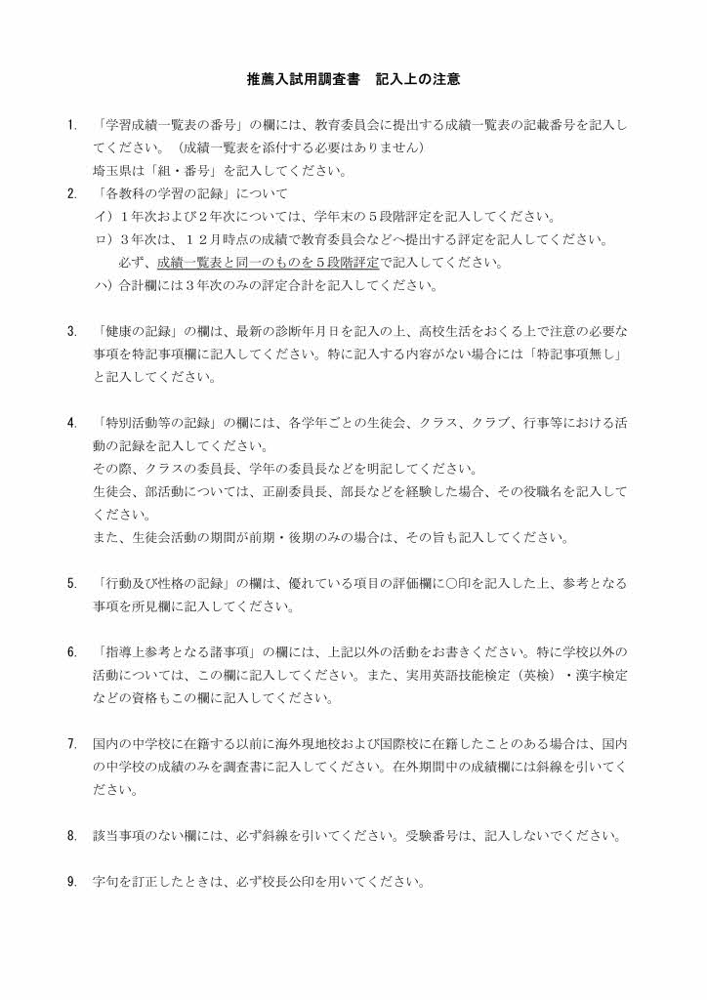 推薦入試用調査書　記入上の注意
1. 「学習成績一覧表の番号」の欄には、教育委員会に提出する成績一覧表の記載番号を記入し
てください。（成績一覧表を添付する必要はありません）
埼玉県は「組・番号」を記入してください。
2. 「各教科の学習の記録」について
イ）１年次および２年次については、学年末の５段階評定を記入してください。
ロ）３年次は、１２月時点の成績で教育委員会などへ提出する評定を記入してください。
必ず、成績一覧表と同一のものを５段階評定で記入してください。
ハ）合計欄には３年次のみの評定合計を記入してください。
3. 「健康の記録」の欄は、最新の診断年月日を記入の上、高校生活をおくる上で注意の必要な
事項を特記事項欄に記入してください。特に記入する内容がない場合には「特記事項無し」
と記入してください。
4. 「特別活動等の記録」の欄には、各学年ごとの生徒会、クラス、クラブ、行事等における活
動の記録を記入してください。
その際、クラスの委員長、学年の委員長などを明記してください。
生徒会、部活動については、正副委員長、部長などを経験した場合、その役職名を記入して
ください。
また、生徒会活動の期間が前期・後期のみの場合は、その旨も記入してください。
5. 「行動及び性格の記録」の欄は、優れている項目の評価欄に〇印を記入した上、参考となる
事項を所見欄に記入してください。
6. 「指導上参考となる諸事項」の欄には、上記以外の活動をお書きください。特に学校以外の
活動については、この欄に記入してください。また、実用英語技能検定（英検）・漢字検定
などの資格もこの欄に記入してください。
7. 国内の中学校に在籍する以前に海外現地校および国際校に在籍したことのある場合は、国内
の中学校の成績のみを調査書に記入してください。在外期間中の成績欄には斜線を引いてく
ださい。
8. 該当事項のない欄には、必ず斜線を引いてください。受験番号は、記入しないでください。
9. 字句を訂正したときは、必ず校長公印を用いてください。